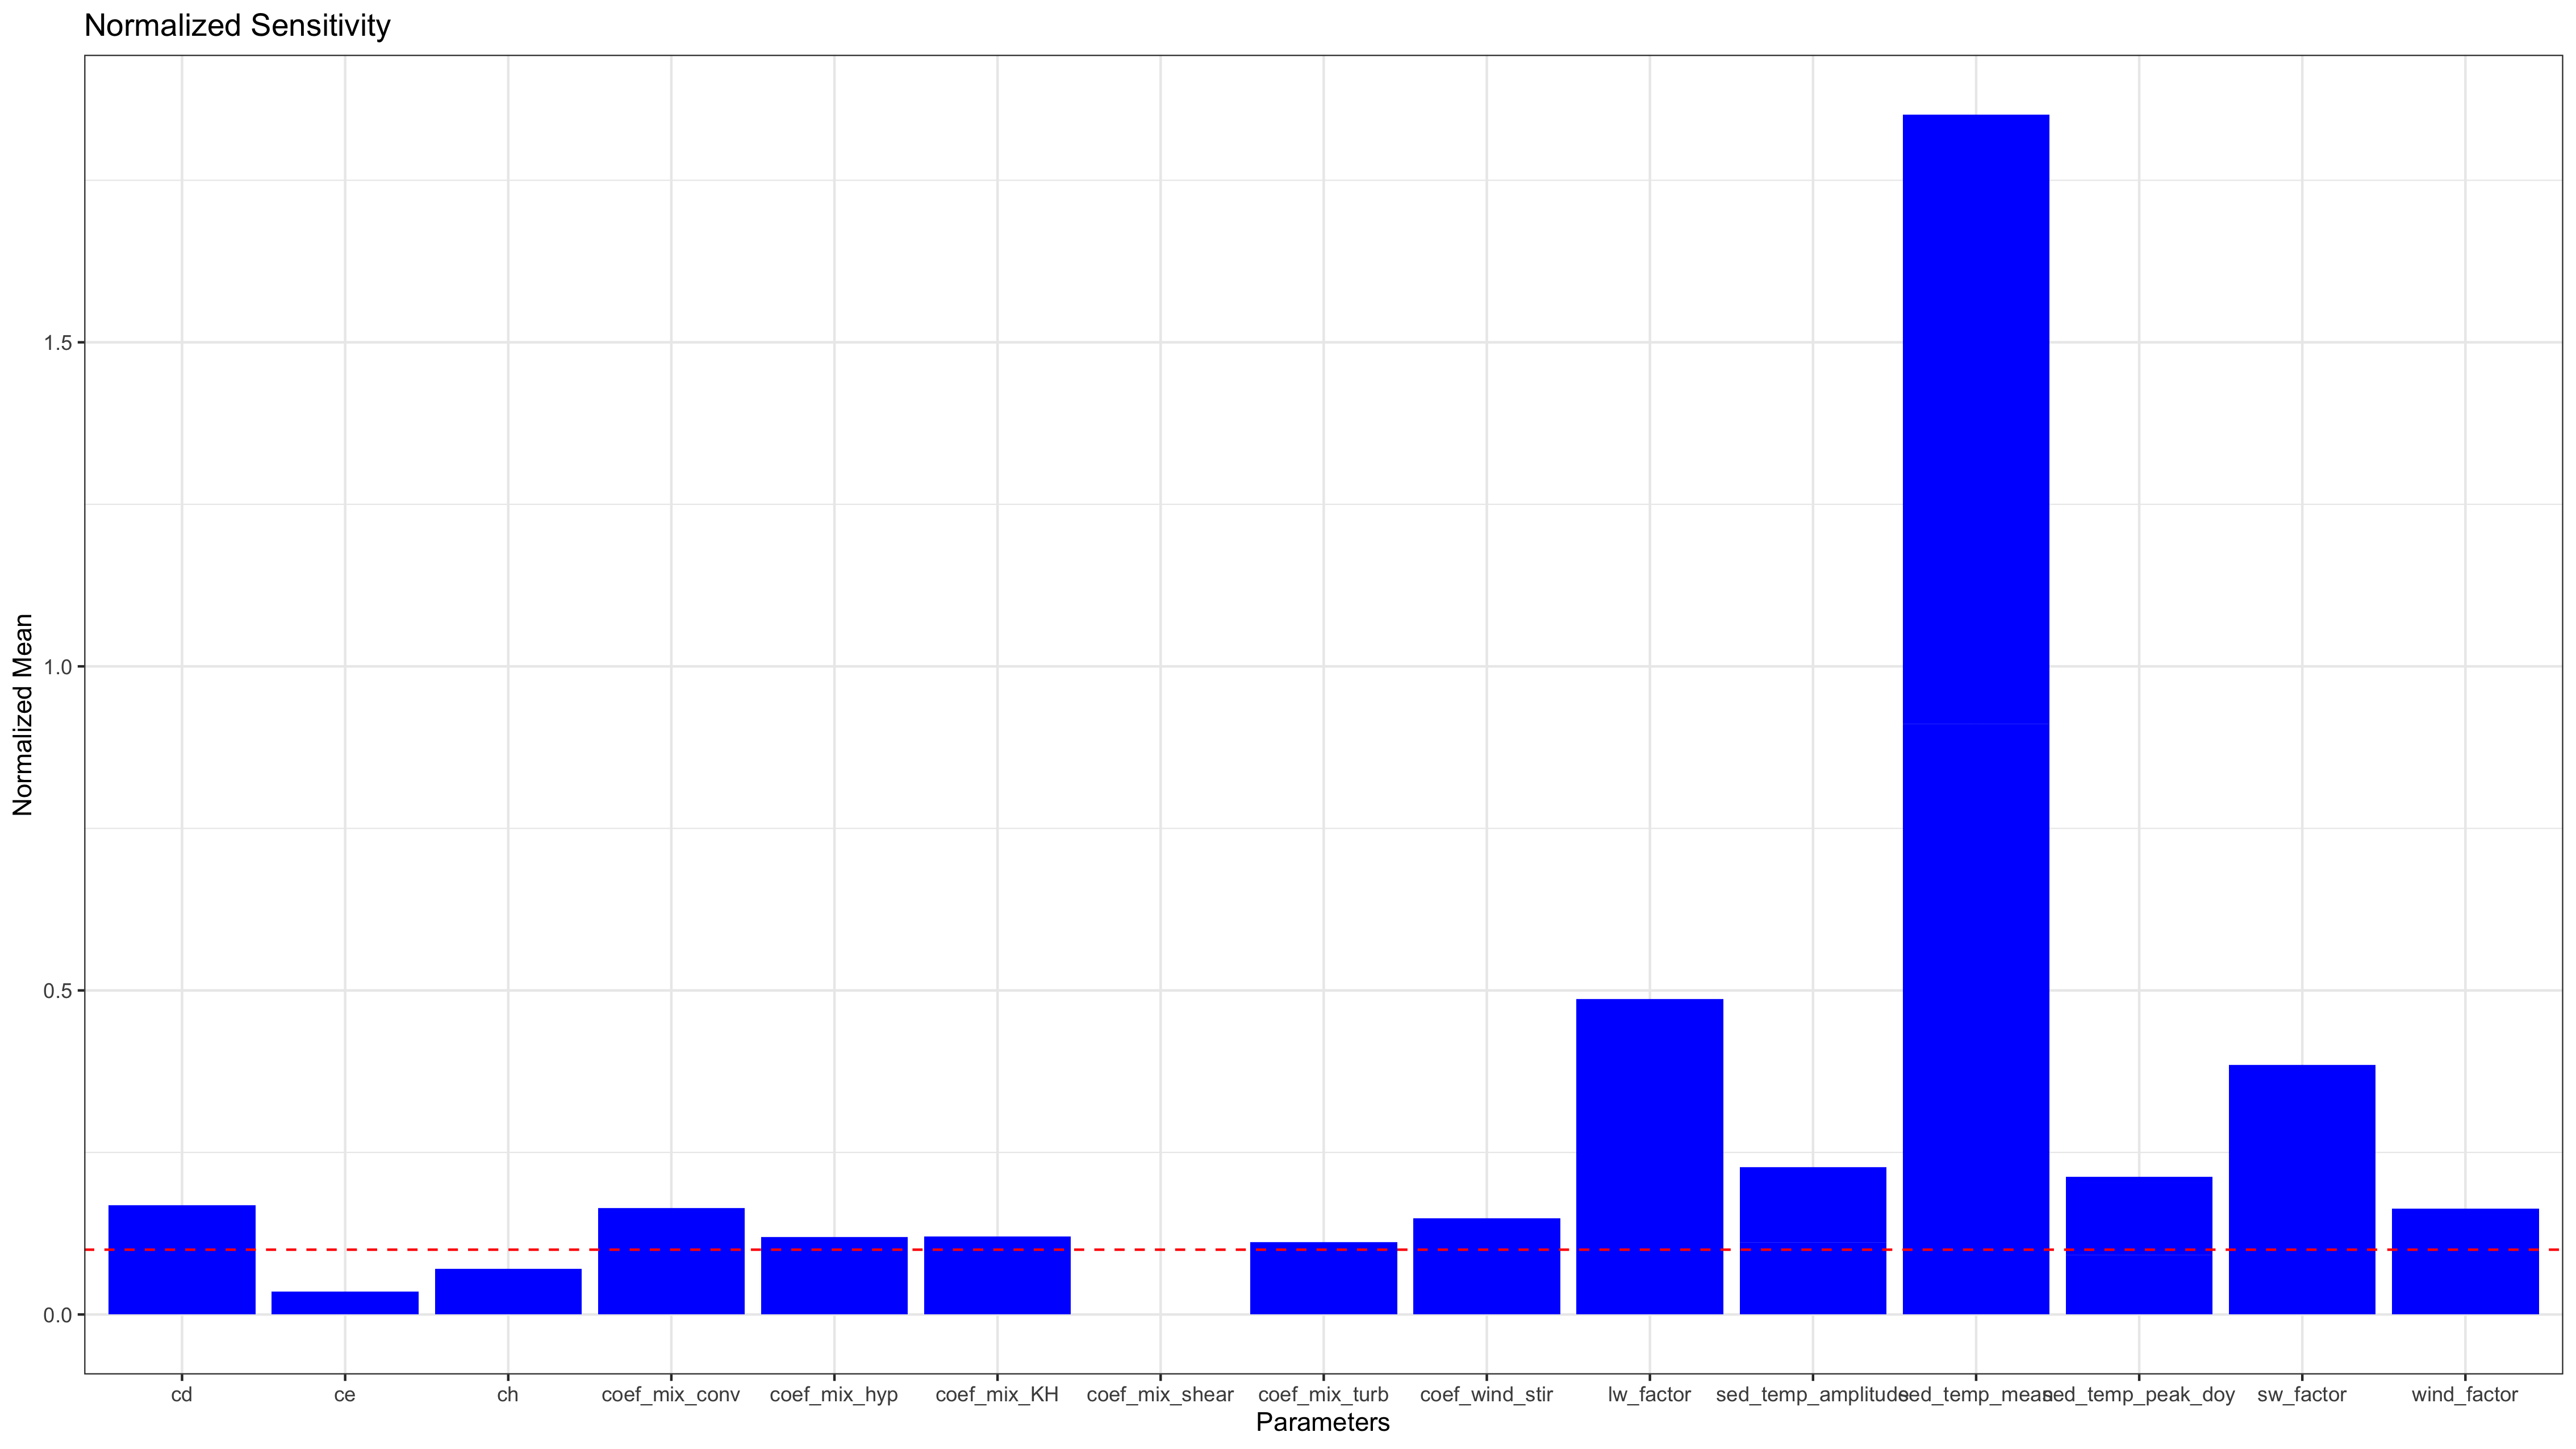 Normalized Sensitivity
Normalized Mean
1.5
1.0
0.5
0.0
cd ce ch coef_mix_conv coef_mix_hyp coef_mix_KH coef_mix_shear coef_mix_turb coef_wind_stir lw_factor sed_temp_amplitude sed_temp_mean sed_temp_peak_doy sw_factor wind_factor
Parameters